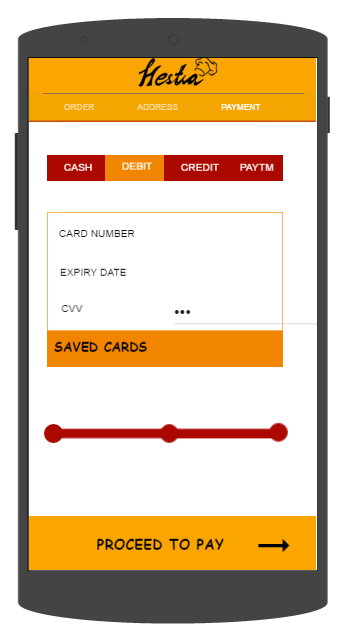 Hestia
ORDER ADDRESS PAYMENT
CASH DEBIT CREDIT PAYTM
CARD NUMBER
EXPIRY DATE
CVV •••
SAVED CARDS
PROCEED TO PAY